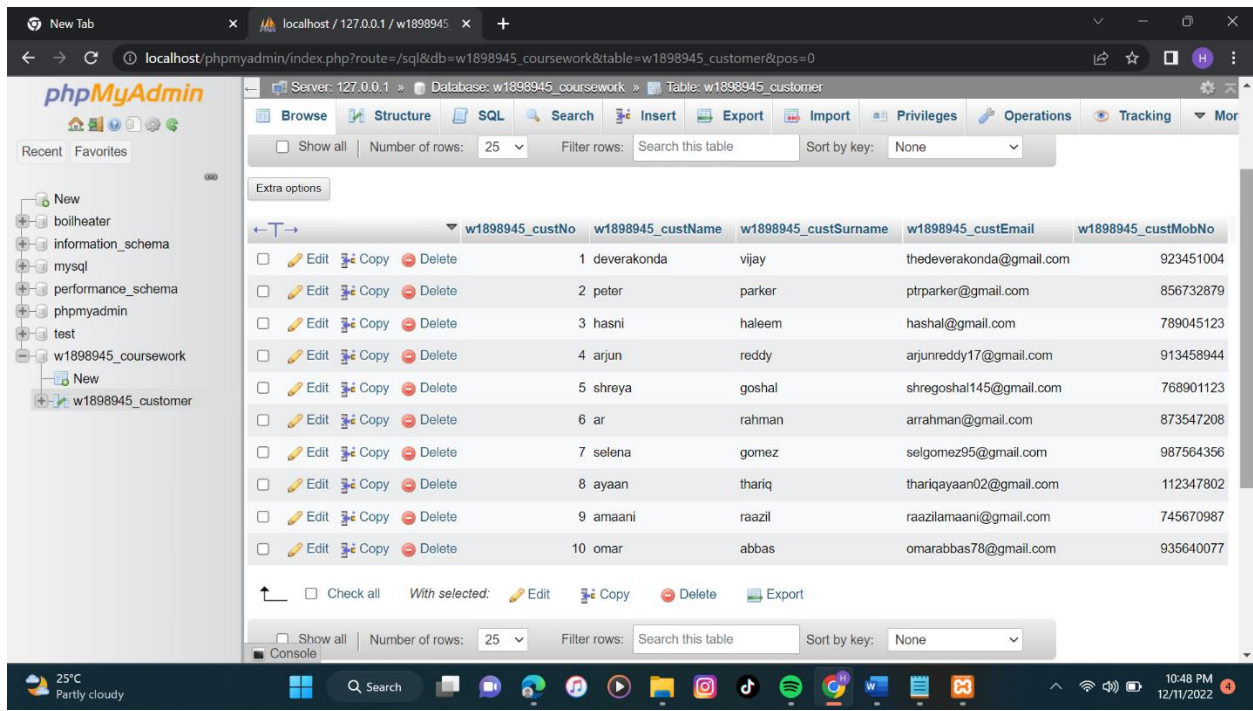 New Tab
localhost / 127.0.0.1 / w1898945_
localhost/phpmyadmin/index.php?route=/sql&db=w1898945_coursework&table=w1898945_customer&pos=0
H
phpMyAdmin
Recent Favorites
New
boilheater
information_schema
mysql
performance_schema
phpmyadmin
test
w1898945_coursework
New
w1898945_customer
Server: 127.0.0.1 » Database: w1898945_coursework » Table: w1898945_customer
Browse Structure SQL Search Insert Export Import Privileges Operations Tracking Mor
Show all Number of rows: 25 Filter rows: Search this table Sort by key: None
Extra options
w1898945_custNo w1898945_custName w1898945_custSurname w1898945_custEmail w1898945_custMobNo
Edit Copy Delete 1 deverakonda vijay thedeverakonda@gmail.com 923451004
Edit Copy Delete 2 peter parker ptrparker@gmail.com 856732879
Edit Copy Delete 3 hasni haleem hashal@gmail.com 789045123
Edit Copy Delete 4 arjun reddy arjunreddy17@gmail.com 913458944
Edit Copy Delete 5 shreya goshal shregoshal145@gmail.com 768901123
Edit Copy Delete 6 ar rahman arrahman@gmail.com 873547208
Edit Copy Delete 7 selena gomez selgomez95@gmail.com 987564356
Edit Copy Delete 8 ayaan thariq thariqayaan02@gmail.com 112347802
Edit Copy Delete 9 amaani raazil raazilamaani@gmail.com 745670987
Edit Copy Delete 10 omar abbas omarabbas78@gmail.com 935640077
Check all With selected: Edit Copy Delete Export
Show all Number of rows: 25 Filter rows: Search this table Sort by key: None
Console
25°C
Partly cloudy
Search
10:48 PM
12/11/2022
4